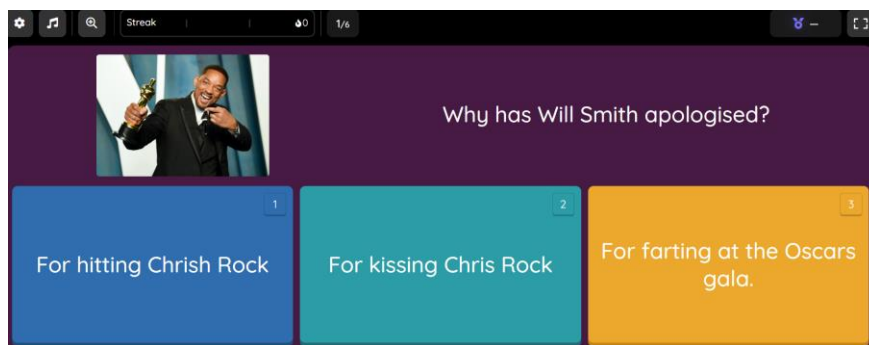 Streak
0
1/6
–
Why has Will Smith apologised?
1
For hitting Chrish Rock
2
For kissing Chris Rock
3
For farting at the Oscars
gala.